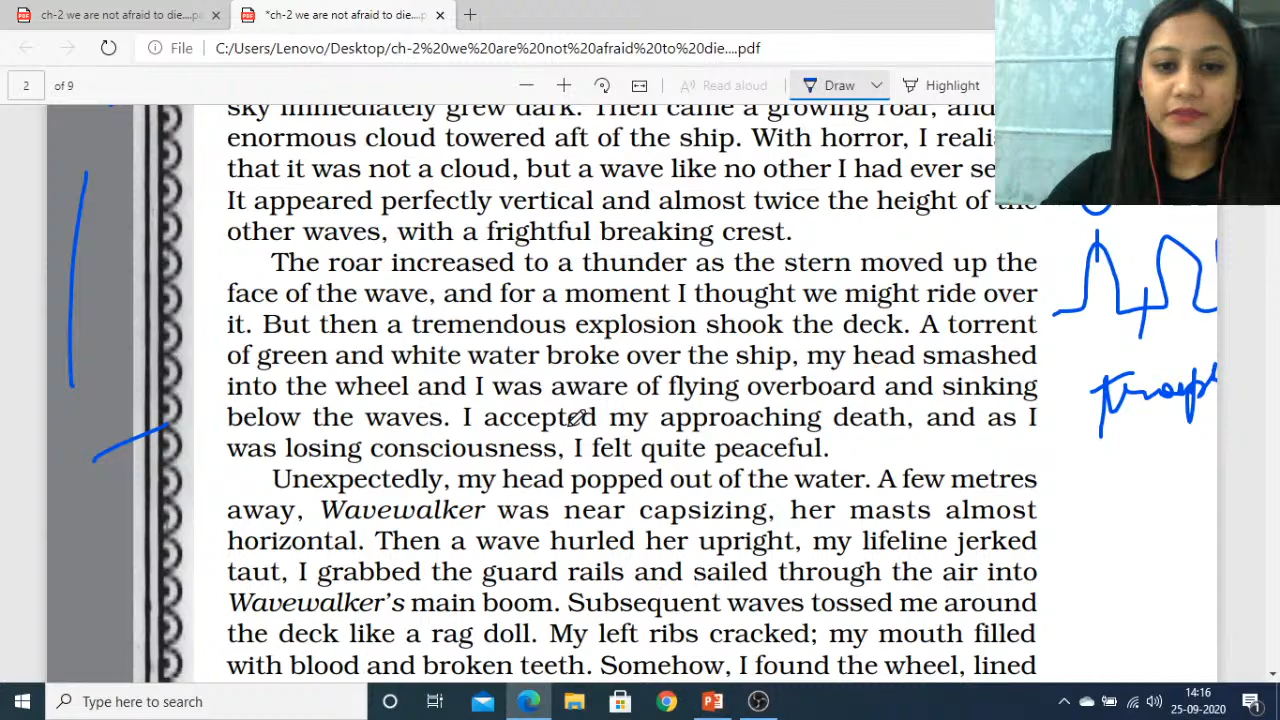 ch-2 we are not afraid to die....pa
*ch-2 we are not afraid to die....p
File C:/Users/Lenovo/Desktop/ch-2%20we%20are%20not%20afraid%20to%20die....pdf
2 of 9 Read aloud Draw Highlight
sky immediately grew dark. Then came a growing roar, and
enormous cloud towered aft of the ship. With horror, I reali
that it was not a cloud, but a wave like no other I had ever se
It appeared perfectly vertical and almost twice the height of the
other waves, with a frightful breaking crest.
The roar increased to a thunder as the stern moved up the
face of the wave, and for a moment I thought we might ride over
it. But then a tremendous explosion shook the deck. A torrent
of green and white water broke over the ship, my head smashed
into the wheel and I was aware of flying overboard and sinking
below the waves. I accepted my approaching death, and as I
was losing consciousness, I felt quite peaceful.
Unexpectedly, my head popped out of the water. A few metres
away, Wavewalker was near capsizing, her masts almost
horizontal. Then a wave hurled her upright, my lifeline jerked
taut, I grabbed the guard rails and sailed through the air into
Wavewalker's main boom. Subsequent waves tossed me around
the deck like a rag doll. My left ribs cracked; my mouth filled
with blood and broken teeth. Somehow, I found the wheel, lined
Type here to search
14:16
25-09-2020
1